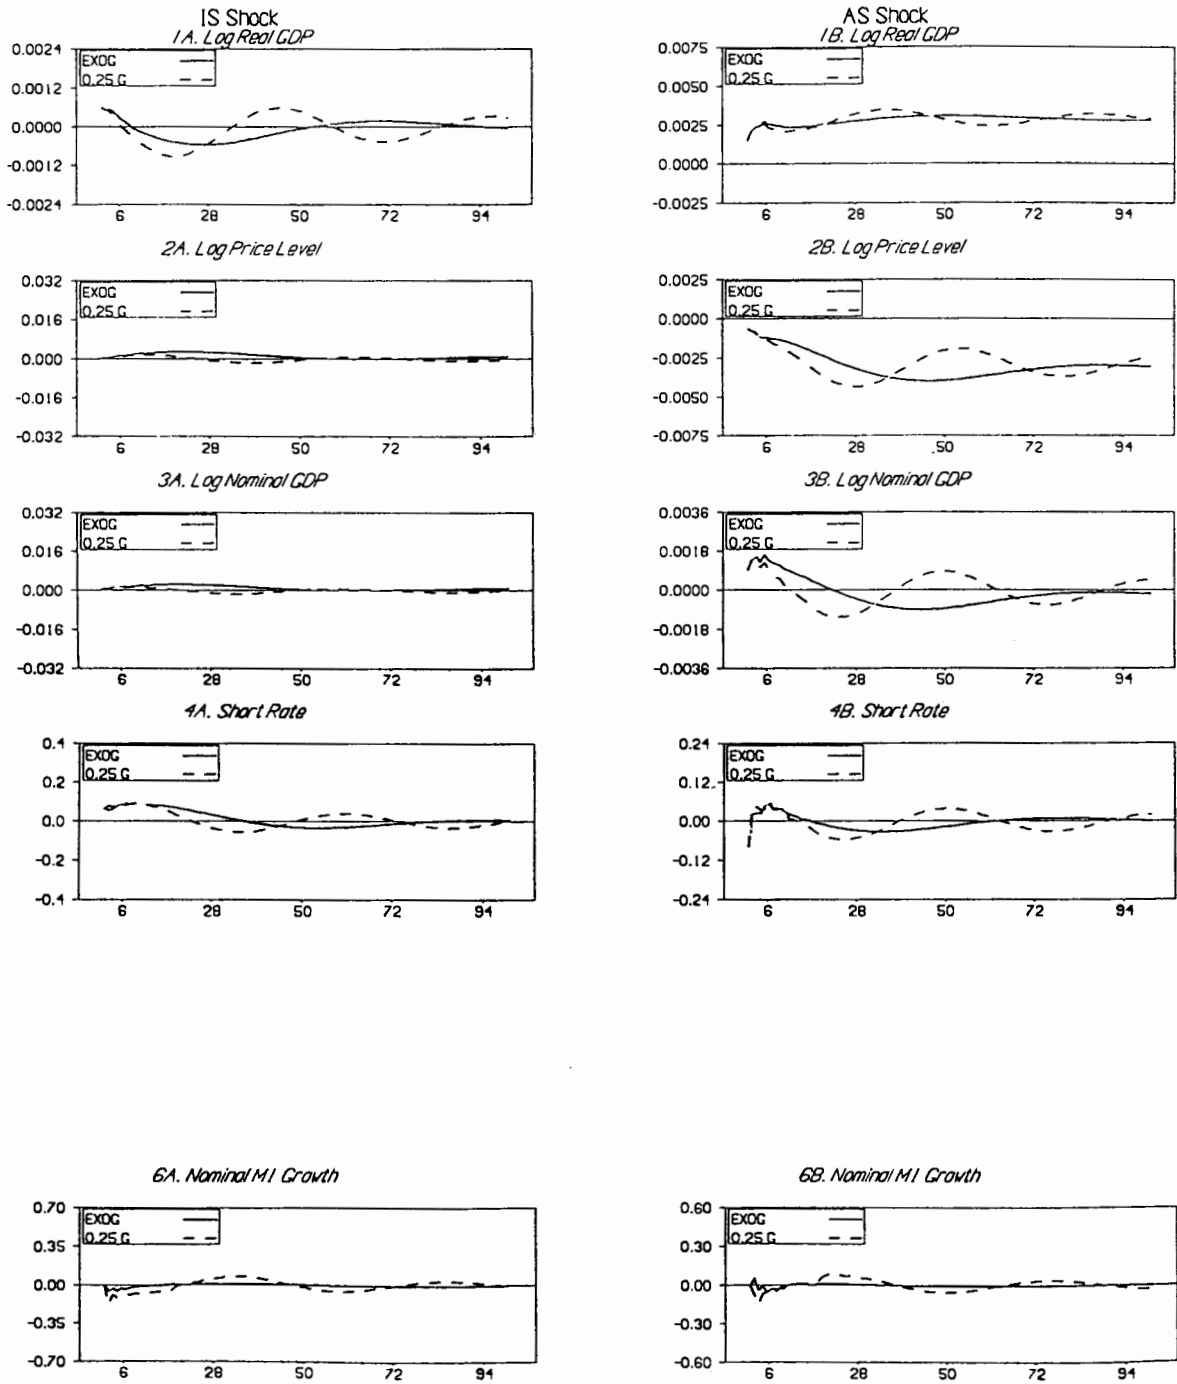 IS Shock
1A. Log Real GDP
0.0024
0.0012
0.0000
-0.0012
-0.0024
EXOG
0.25 G
6 28 50 72 94
2A. Log Price Level
0.032
0.016
0.000
-0.016
-0.032
EXOG
0.25 G
6 28 50 72 94
3A. Log Nominal GDP
0.032
0.016
0.000
-0.016
-0.032
EXOG
0.25 G
6 28 50 72 94
4A. Short Rate
0.4
0.2
0.0
-0.2
-0.4
EXOG
0.25 G
6 28 50 72 94
6A. Nominal M1 Growth
0.70
0.35
0.00
-0.35
-0.70
EXOG
0.25 G
6 28 50 72 94
AS Shock
1B. Log Real GDP
0.0075
0.0050
0.0025
0.0000
-0.0025
EXOG
0.25 G
6 28 50 72 94
2B. Log Price Level
0.0025
0.0000
-0.0025
-0.0050
-0.0075
EXOG
0.25 G
6 28 50 72 94
3B. Log Nominal GDP
0.0036
0.0018
0.0000
-0.0018
-0.0036
EXOG
0.25 G
6 28 50 72 94
4B. Short Rate
0.24
0.12
0.00
-0.12
-0.24
EXOG
0.25 G
6 28 50 72 94
6B. Nominal M1 Growth
0.60
0.30
0.00
-0.30
-0.60
EXOG
0.25 G
6 28 50 72 94